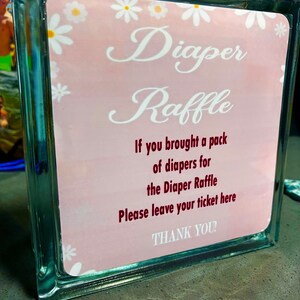 Diaper
Raffle
If you brought a pack
of diapers for
the Diaper Raffle
Please leave your ticket here
THANK YOU!